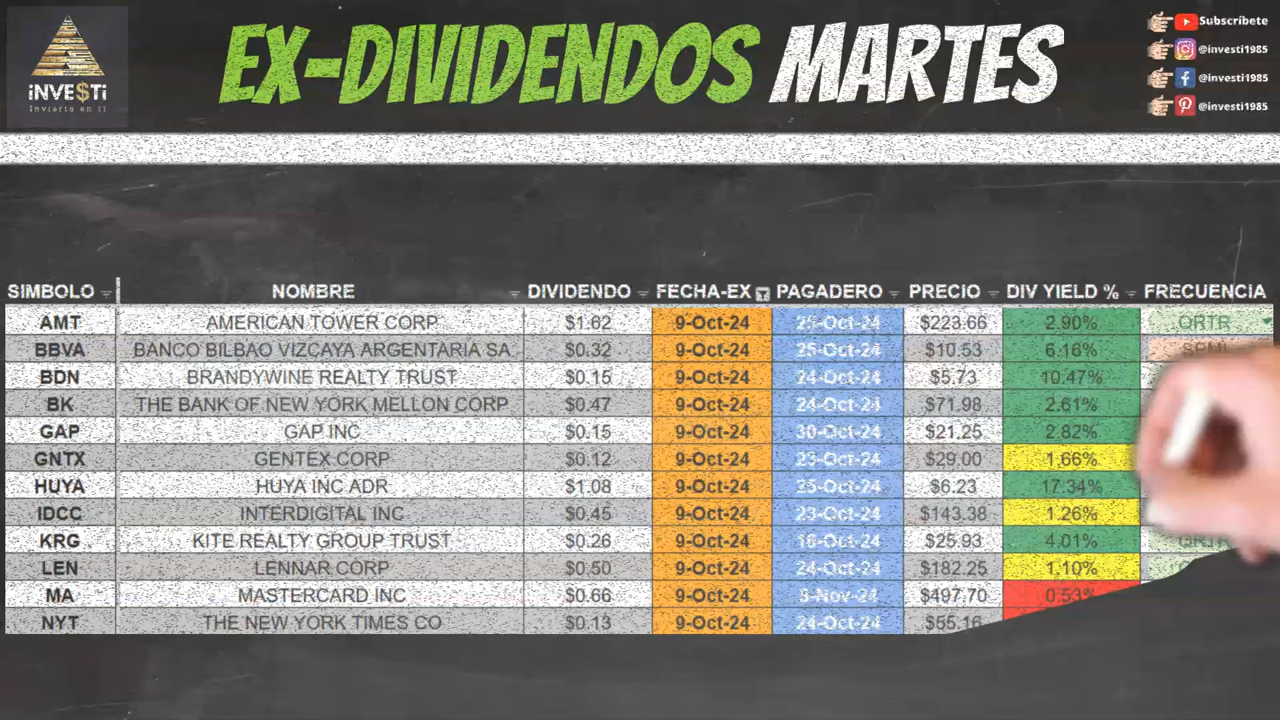 INVE$Ti
Invierto en ti
EX-DIVIDENDOS MARTES
Suscríbete
@investi1985
@investi1985
@investi1985
SIMBOLO NOMBRE DIVIDENDO FECHA-EX PAGADERO PRECIO DIV YIELD % FRECUENCIA
AMT AMERICAN TOWER CORP $1.62 9-Oct-24 25-Oct-24 $223.66 2.90% QRTR
BBVA BANCO BILBAO VIZCAYA ARGENTARIA SA $0.32 9-Oct-24 25-Oct-24 $10.53 6.16% SEMI
BDN BRANDYWINE REALTY TRUST $0.15 9-Oct-24 24-Oct-24 $5.73 10.47%
BK THE BANK OF NEW YORK MELLON CORP $0.47 9-Oct-24 24-Oct-24 $71.98 2.61%
GAP GAP INC $0.15 9-Oct-24 30-Oct-24 $21.25 2.82%
GNTX GENTEX CORP $0.12 9-Oct-24 23-Oct-24 $29.00 1.66%
HUYA HUYA INC ADR $1.08 9-Oct-24 $6.23 17.34%
IDCC INTERDIGITAL INC $0.45 9-Oct-24 23-Oct-24 $143.38 1.26%
KRG KITE REALTY GROUP TRUST $0.26 9-Oct-24 16-Oct-24 $25.93 4.01% QRTR
LEN LENNAR CORP $0.50 9-Oct-24 24-Oct-24 $182.25 1.10%
MA MASTERCARD INC $0.66 9-Oct-24 $497.70 0.53%
NYT THE NEW YORK TIMES CO $0.13 9-Oct-24 24-Oct-24 $55.16